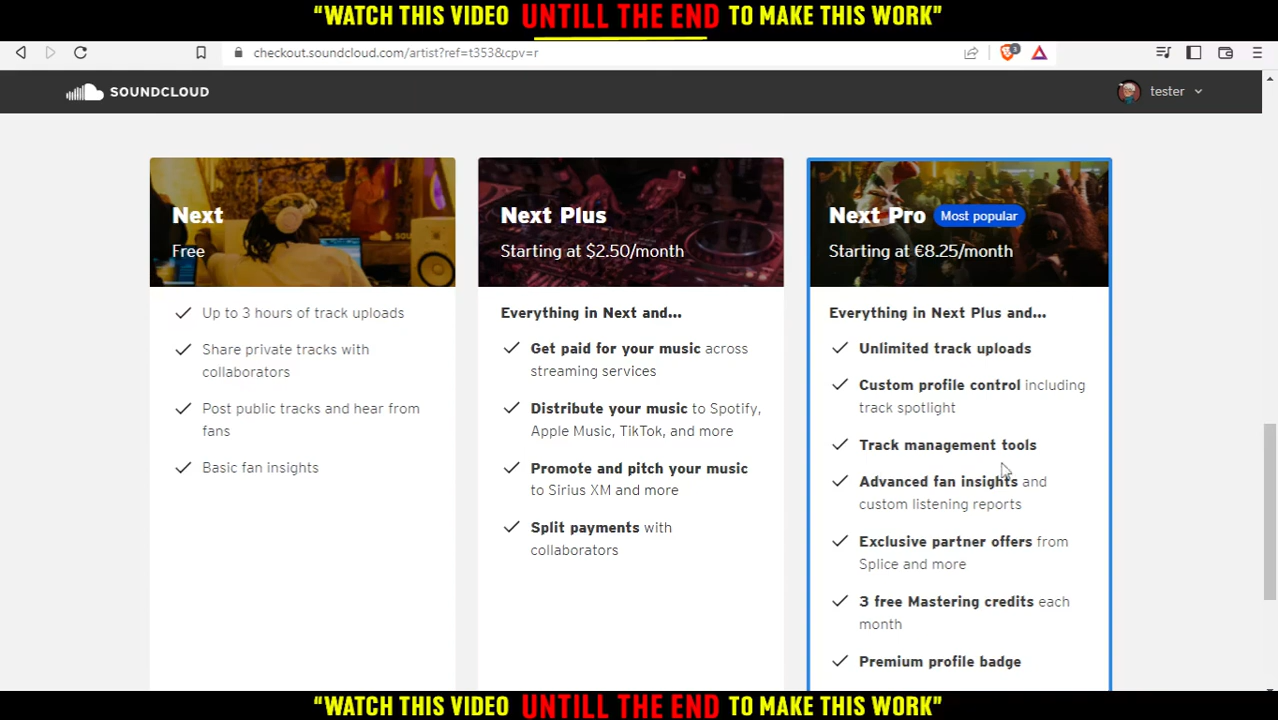 “WATCH THIS VIDEO UNTILL THE END TO MAKE THIS WORK”
checkout.soundcloud.com/artist?ref=t353&cpv=r
3
SOUNDCLOUD
tester
Next
Free
Up to 3 hours of track uploads
Share private tracks with
collaborators
Post public tracks and hear from
fans
Basic fan insights
Next Plus
Starting at $2.50/month
Everything in Next and...
Get paid for your music across
streaming services
Distribute your music to Spotify,
Apple Music, TikTok, and more
Promote and pitch your music
to Sirius XM and more
Split payments with
collaborators
Next Pro Most popular
Starting at €8.25/month
Everything in Next Plus and...
Unlimited track uploads
Custom profile control including
track spotlight
Track management tools
Advanced fan insights and
custom listening reports
Exclusive partner offers from
Splice and more
3 free Mastering credits each
month
Premium profile badge
“WATCH THIS VIDEO UNTILL THE END TO MAKE THIS WORK”